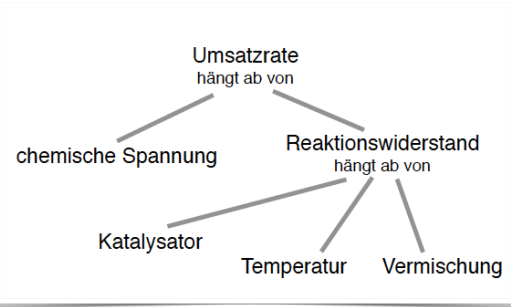 Umsatzrate
hängt ab von
chemische Spannung
Reaktionswiderstand
hängt ab von
Katalysator
Temperatur
Vermischung